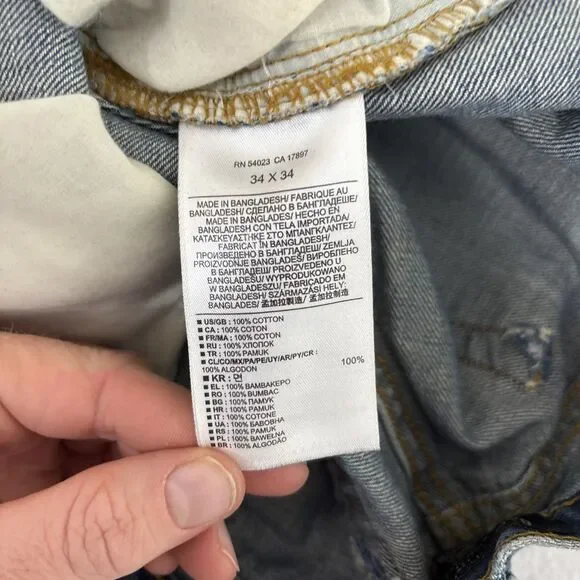 RN 54023 CA 17897
34 X 34
MADE IN BANGLADESH/ FABRIQUE AU
BANGLADESH/ СДЕЛАНО В БАНГЛАДЕШЕ/
MADE IN BANGLADES/ HECHO EN
BANGLADESH CON TELA IMPORTADA/
ΚΑΤΑΣΚΕΥΑΣΤΗΚΕ ΣΤΟ ΜΠΑΝΓΚΛΑΝΤΕΣ/
FABRICAT ÎN BANGLADESH/
ПРОИЗВЕДЕНО В БАНГЛАДЕШ/ ZEMLJA
PROIZVODNJE BANGLADEŠ/ ВИРОБЛЕНО
В БАНГЛАДЕШ/ WYPRODUKOWANO
W BANGLADESZU/ FABRICADO EM
BANGLADESH/ SZÁRMAZÁSI HELY:
BANGLADES/ 孟加拉製造/ 孟加拉制造
■ US/GB : 100% COTTON
■ CA : 100% COTON
■ FR/MA : 100% COTON
■ RU : 100% ХЛОПОК
■ TR : 100% PAMUK
■ CL/CO/MX/PA/PE/UY/AR/PY/CR : 100%
100% ALGODON
■ KR : 면
■ EL : 100% ΒΑΜΒΑΚΕΡΟ
■ RO : 100% BUMBAC
■ BG : 100% ПАМУК
■ HR : 100% PAMUK
■ IT : 100% COTONE
■ UA : 100% БАВОВНА
■ RS : 100% PAMUK
■ PL : 100% BAWEŁNA
■ BR : 100% ALGODÃO